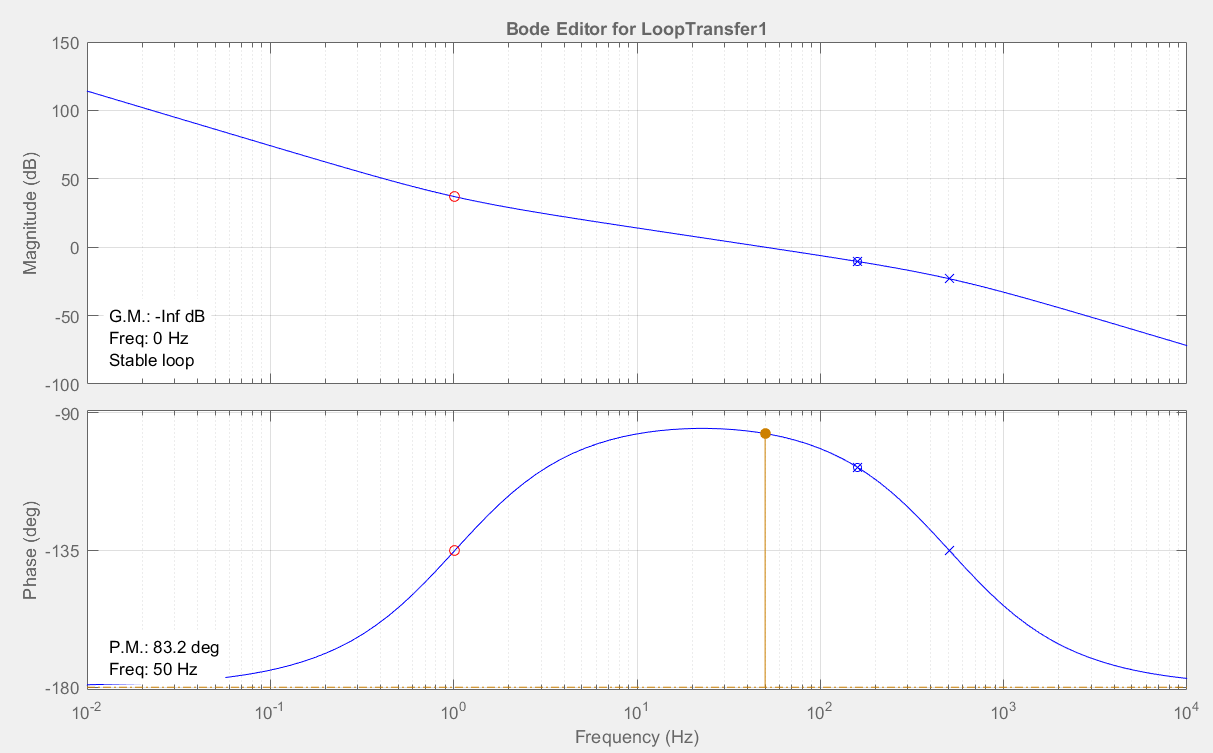 Bode Editor for LoopTransfer1
150
100
50
0
-50
-100
Magnitude (dB)
G.M.: -Inf dB
Freq: 0 Hz
Stable loop
-90
-135
-180
Phase (deg)
P.M.: 83.2 deg
Freq: 50 Hz
10^-2 10^-1 10^0 10^1 10^2 10^3 10^4
Frequency (Hz)